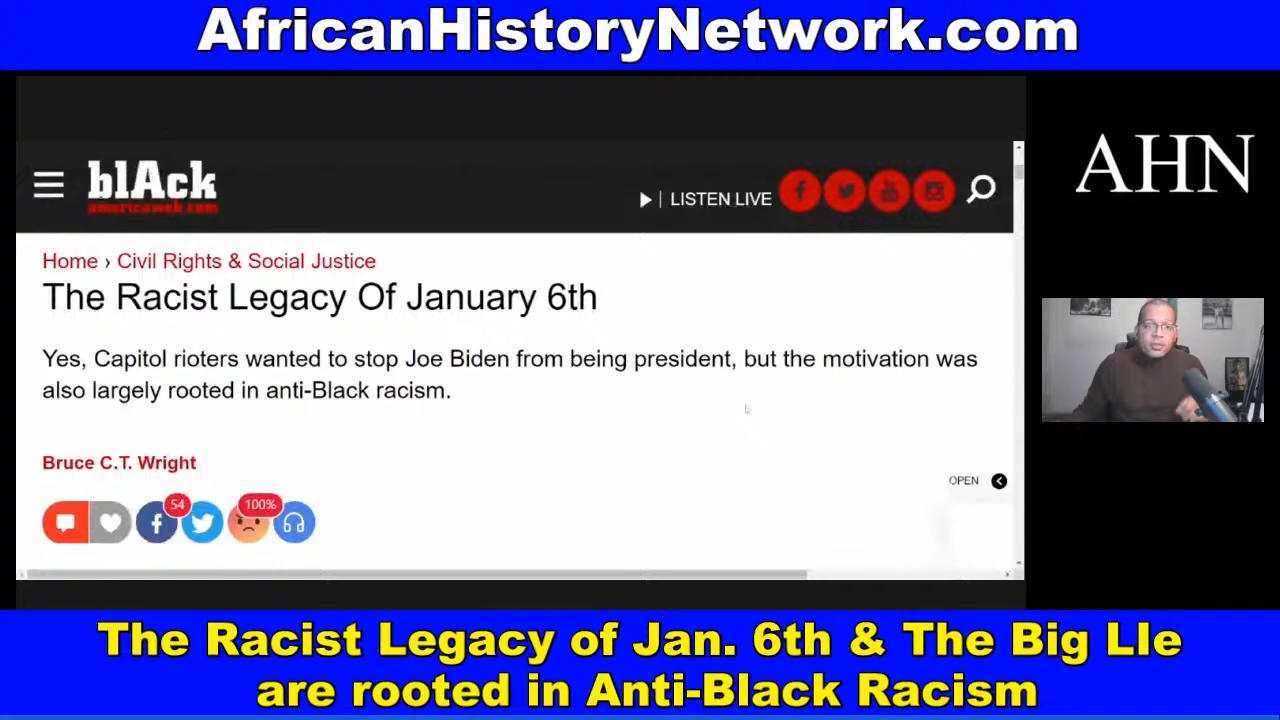 AfricanHistoryNetwork.com
blAck
americaweb.com
LISTEN LIVE
AHN
Home › Civil Rights & Social Justice
The Racist Legacy Of January 6th
Yes, Capitol rioters wanted to stop Joe Biden from being president, but the motivation was
also largely rooted in anti-Black racism.
Bruce C.T. Wright
OPEN
54
100%
The Racist Legacy of Jan. 6th & The Big LIe
are rooted in Anti-Black Racism